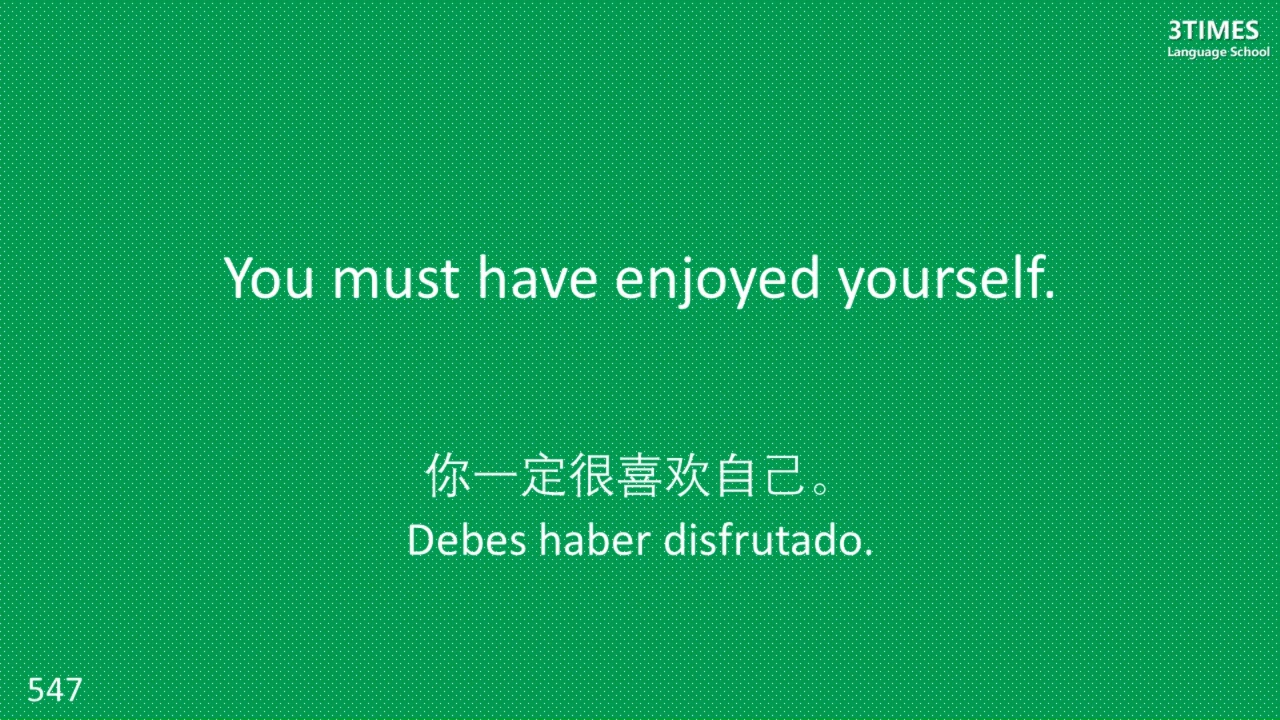 3TIMES
Language School
You must have enjoyed yourself.
你一定很喜欢自己。
Debes haber disfrutado.
547